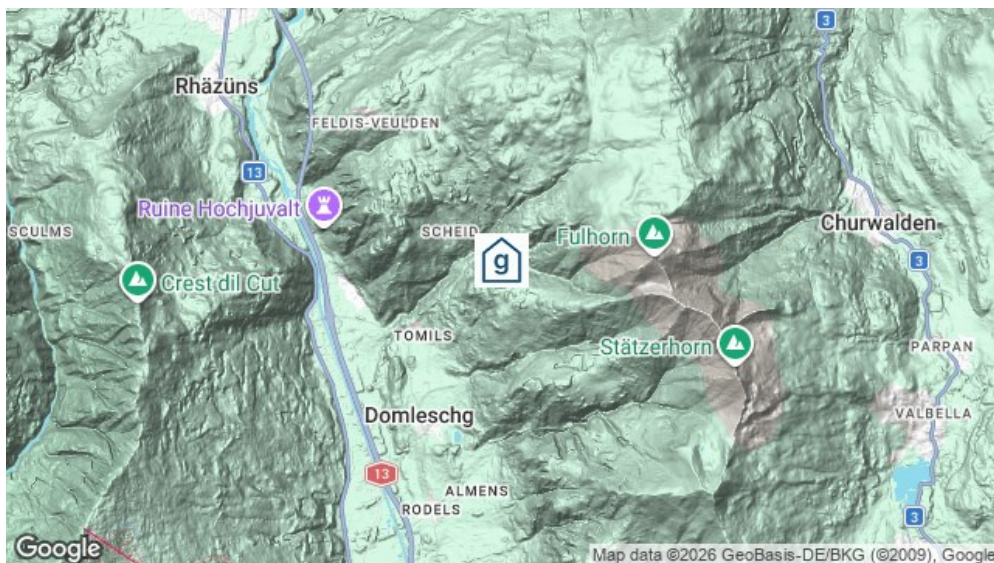 3
Rhäzüns
FELDIS-VEULDEN
13
Ruine Hochjuvalt
Churwalden
SCULMS
SCHEID
Fulhorn
g
3
Crest dil Cut
TOMILS
Stätzerhorn
PARPAN
Domleschg
VALBELLA
13
ALMENS
RODELS
3
Google
Map data ©2026 GeoBasis-DE/BKG (©2009), Google